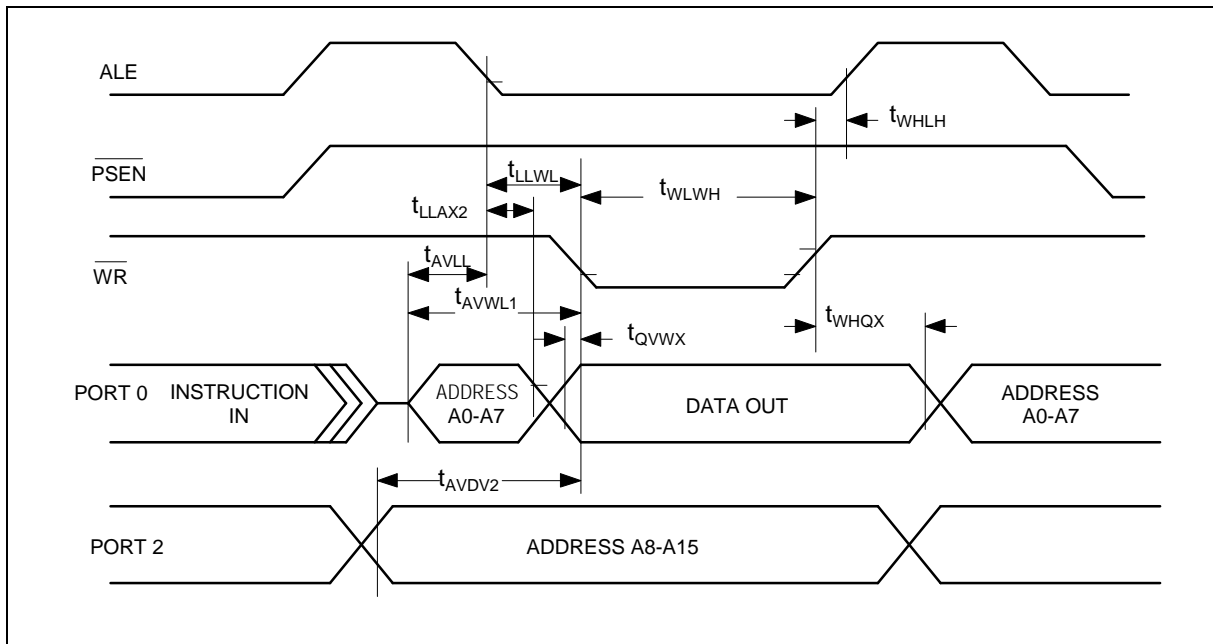 ALE
tWHLH
PSEN
tLLWL
tWLWH
tLLAX2
WR
tAVLL
tAVWL1
tQVWX
tWHQX
PORT 0
INSTRUCTION
IN
ADDRESS
A0-A7
DATA OUT
ADDRESS
A0-A7
tAVDV2
PORT 2
ADDRESS A8-A15